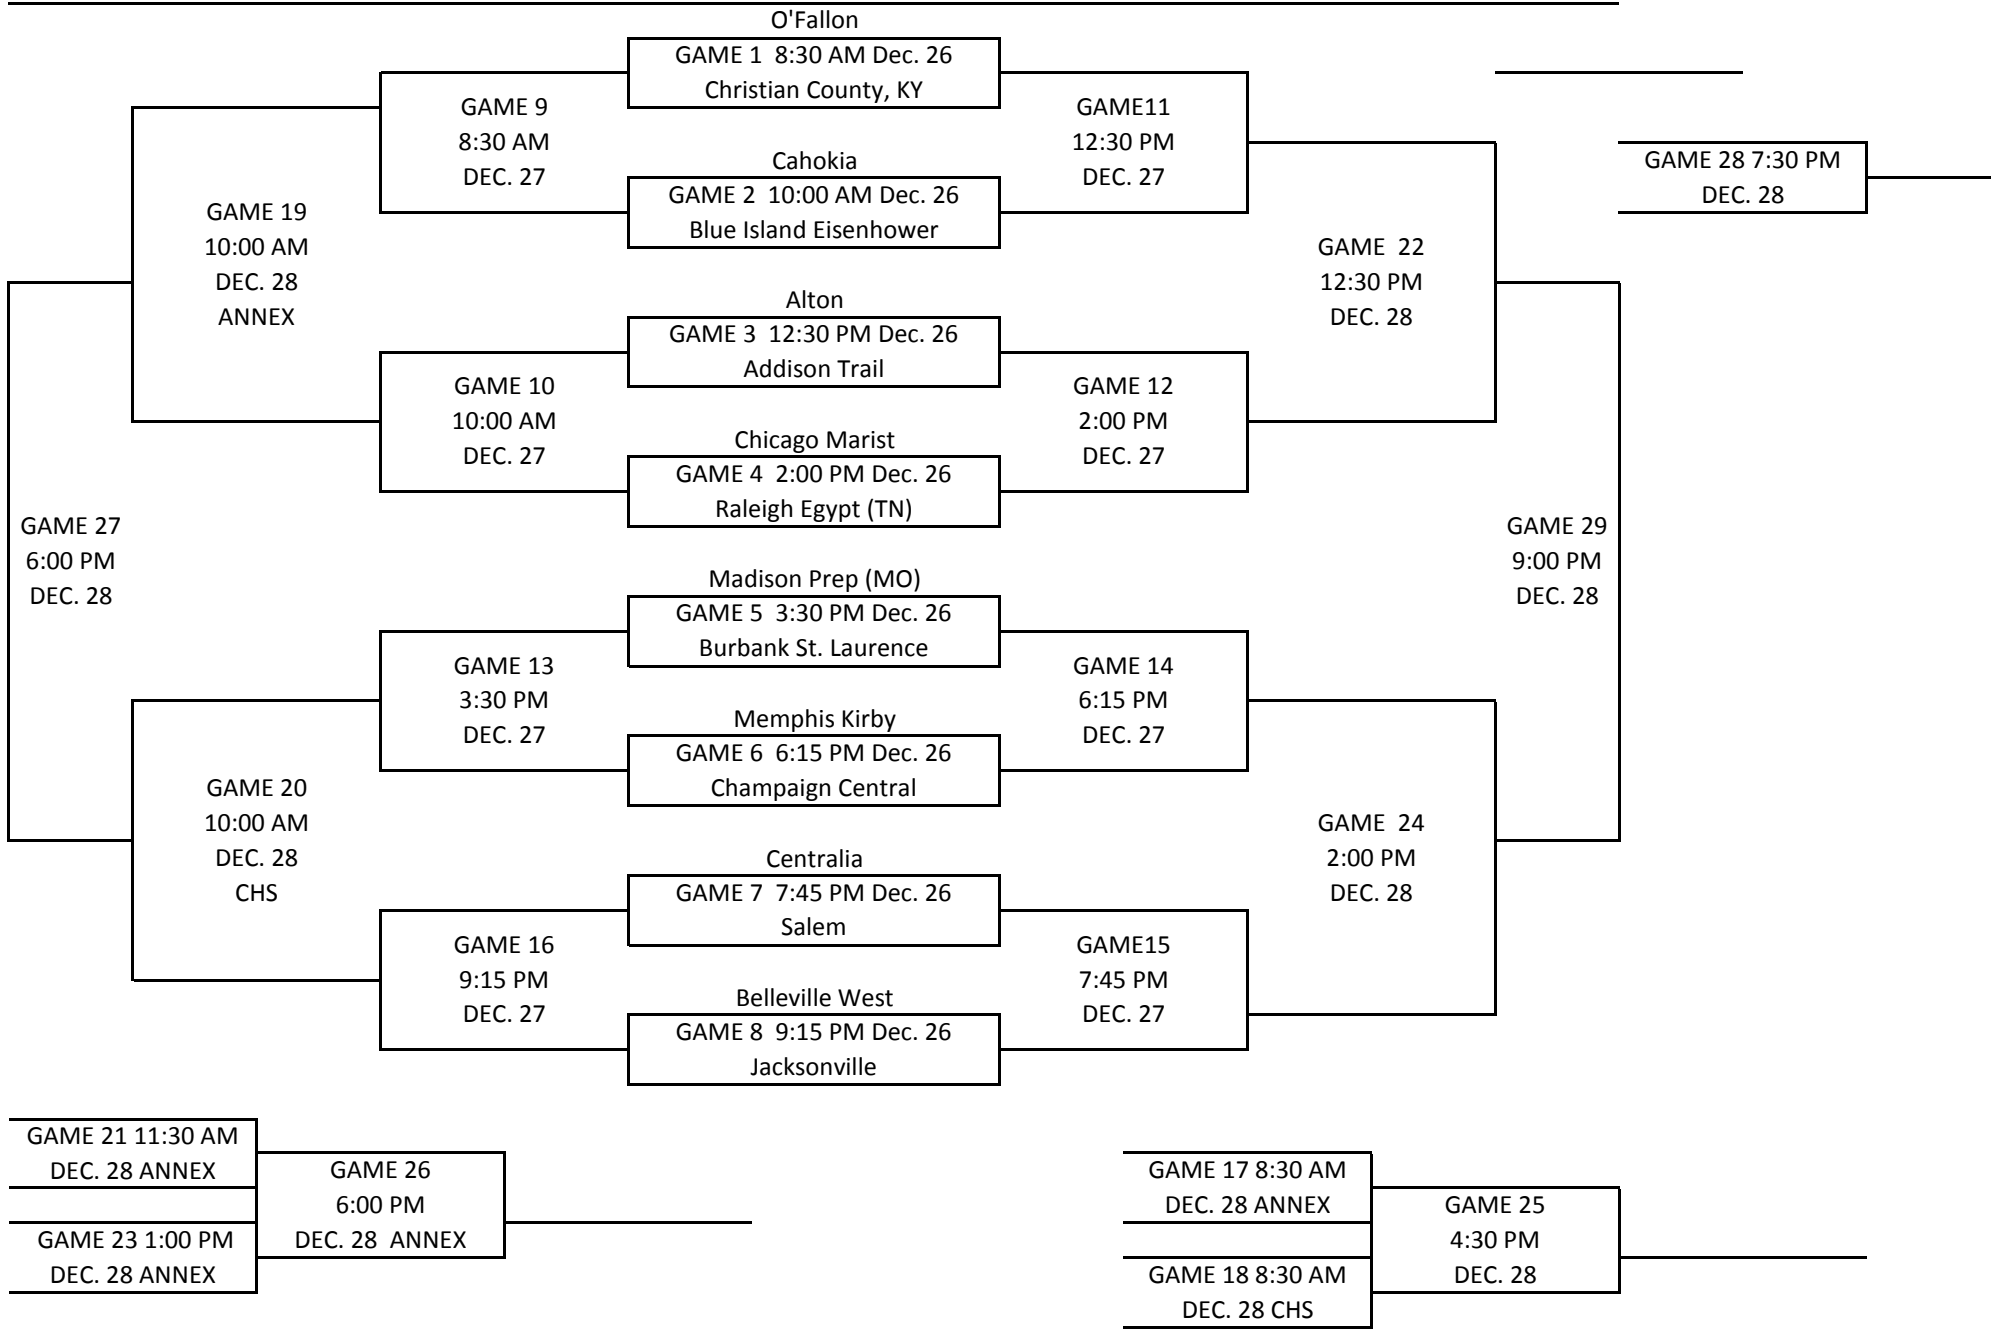 O'Fallon
GAME 1  8:30 AM Dec. 26
Christian County, KY
GAME 9
8:30 AM
DEC. 27
GAME11
12:30 PM
DEC. 27
Cahokia
GAME 2  10:00 AM Dec. 26
Blue Island Eisenhower
GAME 28 7:30 PM
DEC. 28
GAME 19
10:00 AM
DEC. 28
ANNEX
GAME  22
12:30 PM
DEC. 28
Alton
GAME 3  12:30 PM Dec. 26
Addison Trail
GAME 10
10:00 AM
DEC. 27
GAME 12
2:00 PM
DEC. 27
Chicago Marist
GAME 4  2:00 PM Dec. 26
Raleigh Egypt (TN)
GAME 27
6:00 PM
DEC. 28
GAME 29
9:00 PM
DEC. 28
Madison Prep (MO)
GAME 5  3:30 PM Dec. 26
Burbank St. Laurence
GAME 13
3:30 PM
DEC. 27
GAME 14
6:15 PM
DEC. 27
Memphis Kirby
GAME 6  6:15 PM Dec. 26
Champaign Central
GAME 20
10:00 AM
DEC. 28
CHS
GAME  24
2:00 PM
DEC. 28
Centralia
GAME 7  7:45 PM Dec. 26
Salem
GAME 16
9:15 PM
DEC. 27
GAME15
7:45 PM
DEC. 27
Belleville West
GAME 8  9:15 PM Dec. 26
Jacksonville
GAME 21 11:30 AM
DEC. 28 ANNEX
GAME 26
6:00 PM
DEC. 28  ANNEX
GAME 23 1:00 PM
DEC. 28 ANNEX
GAME 17 8:30 AM
DEC. 28 ANNEX
GAME 25
4:30 PM
DEC. 28
GAME 18 8:30 AM
DEC. 28 CHS